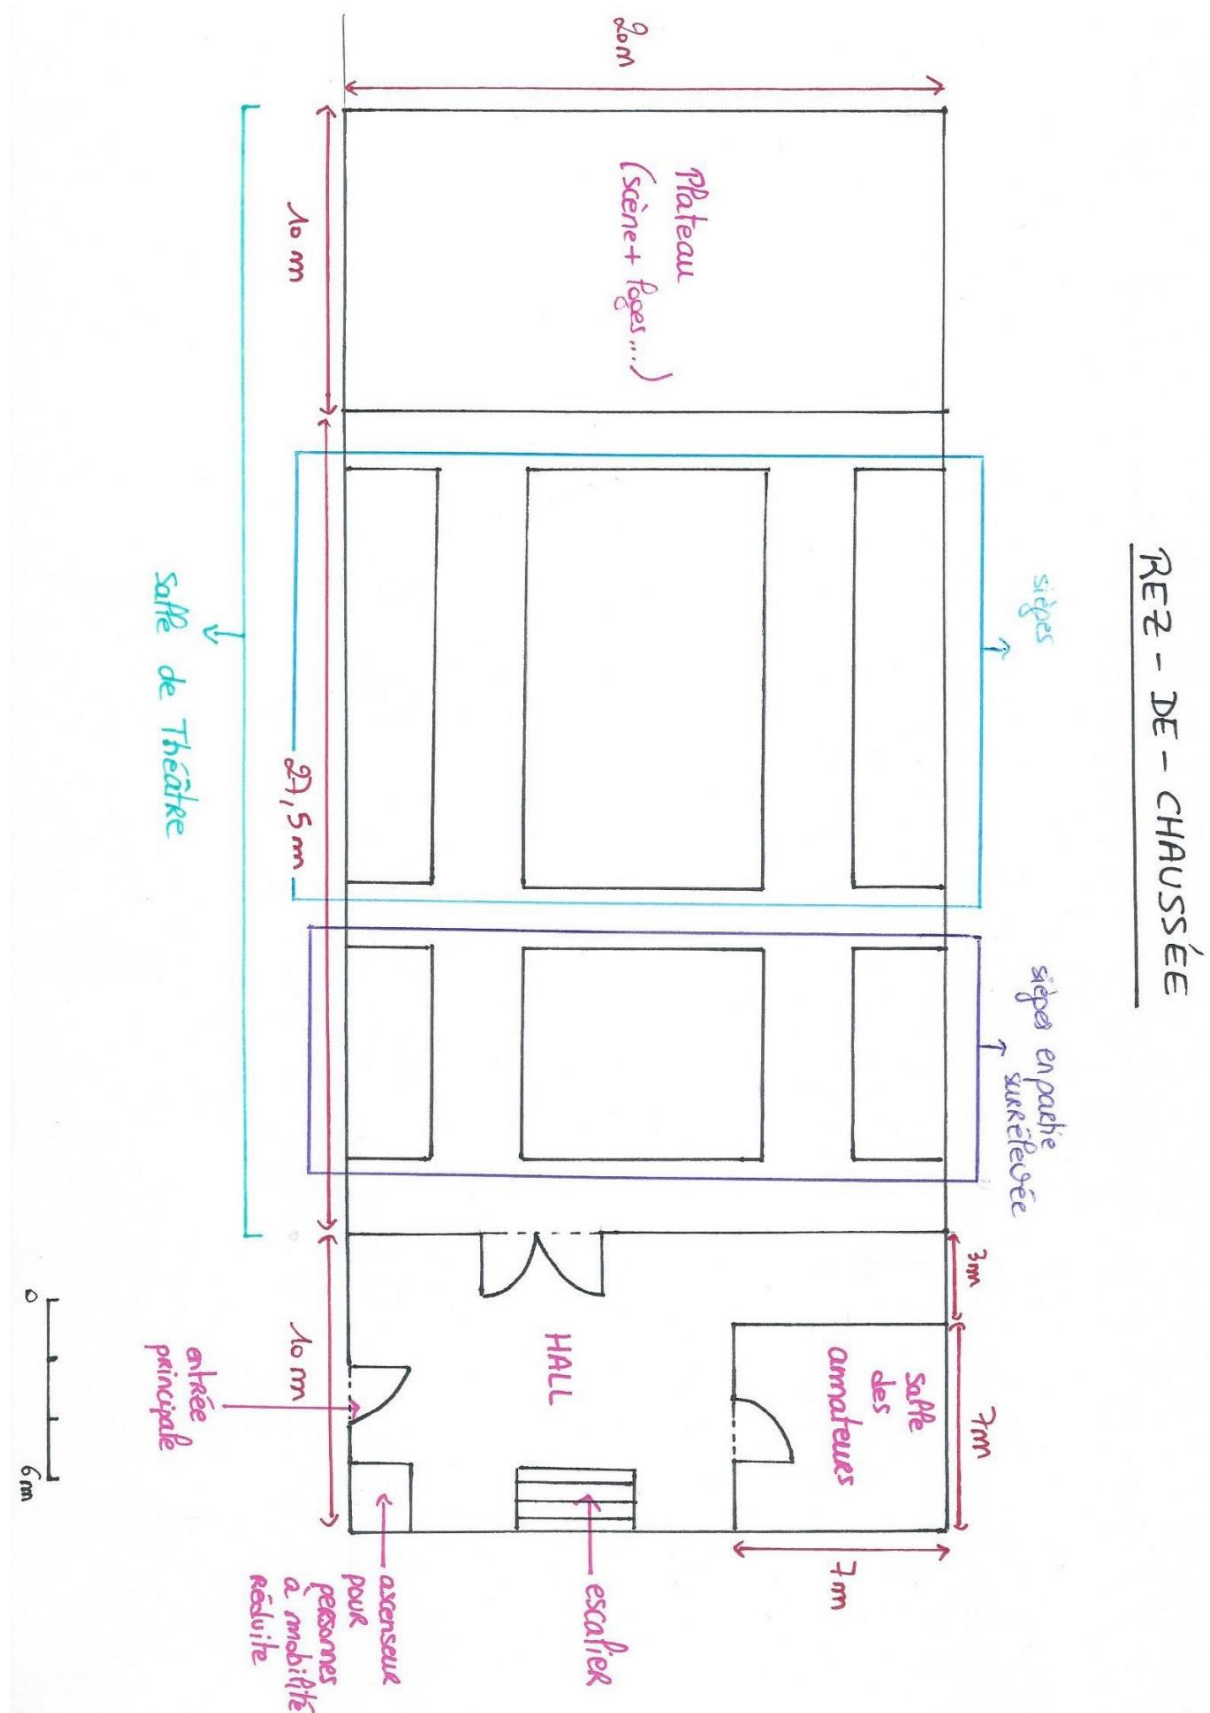 REZ-DE-CHAUSSÉE
20m
Plateau
(scène + loges...)
10 m
sièges
27,5 m
Salle de Théâtre
sièges en partie
surrélevée
3m
7m
7m
Salle
des
amateurs
HALL
10 m
entrée
principale
escalier
ascenseur
pour
personnes
à mobilité
réduite
0
6m